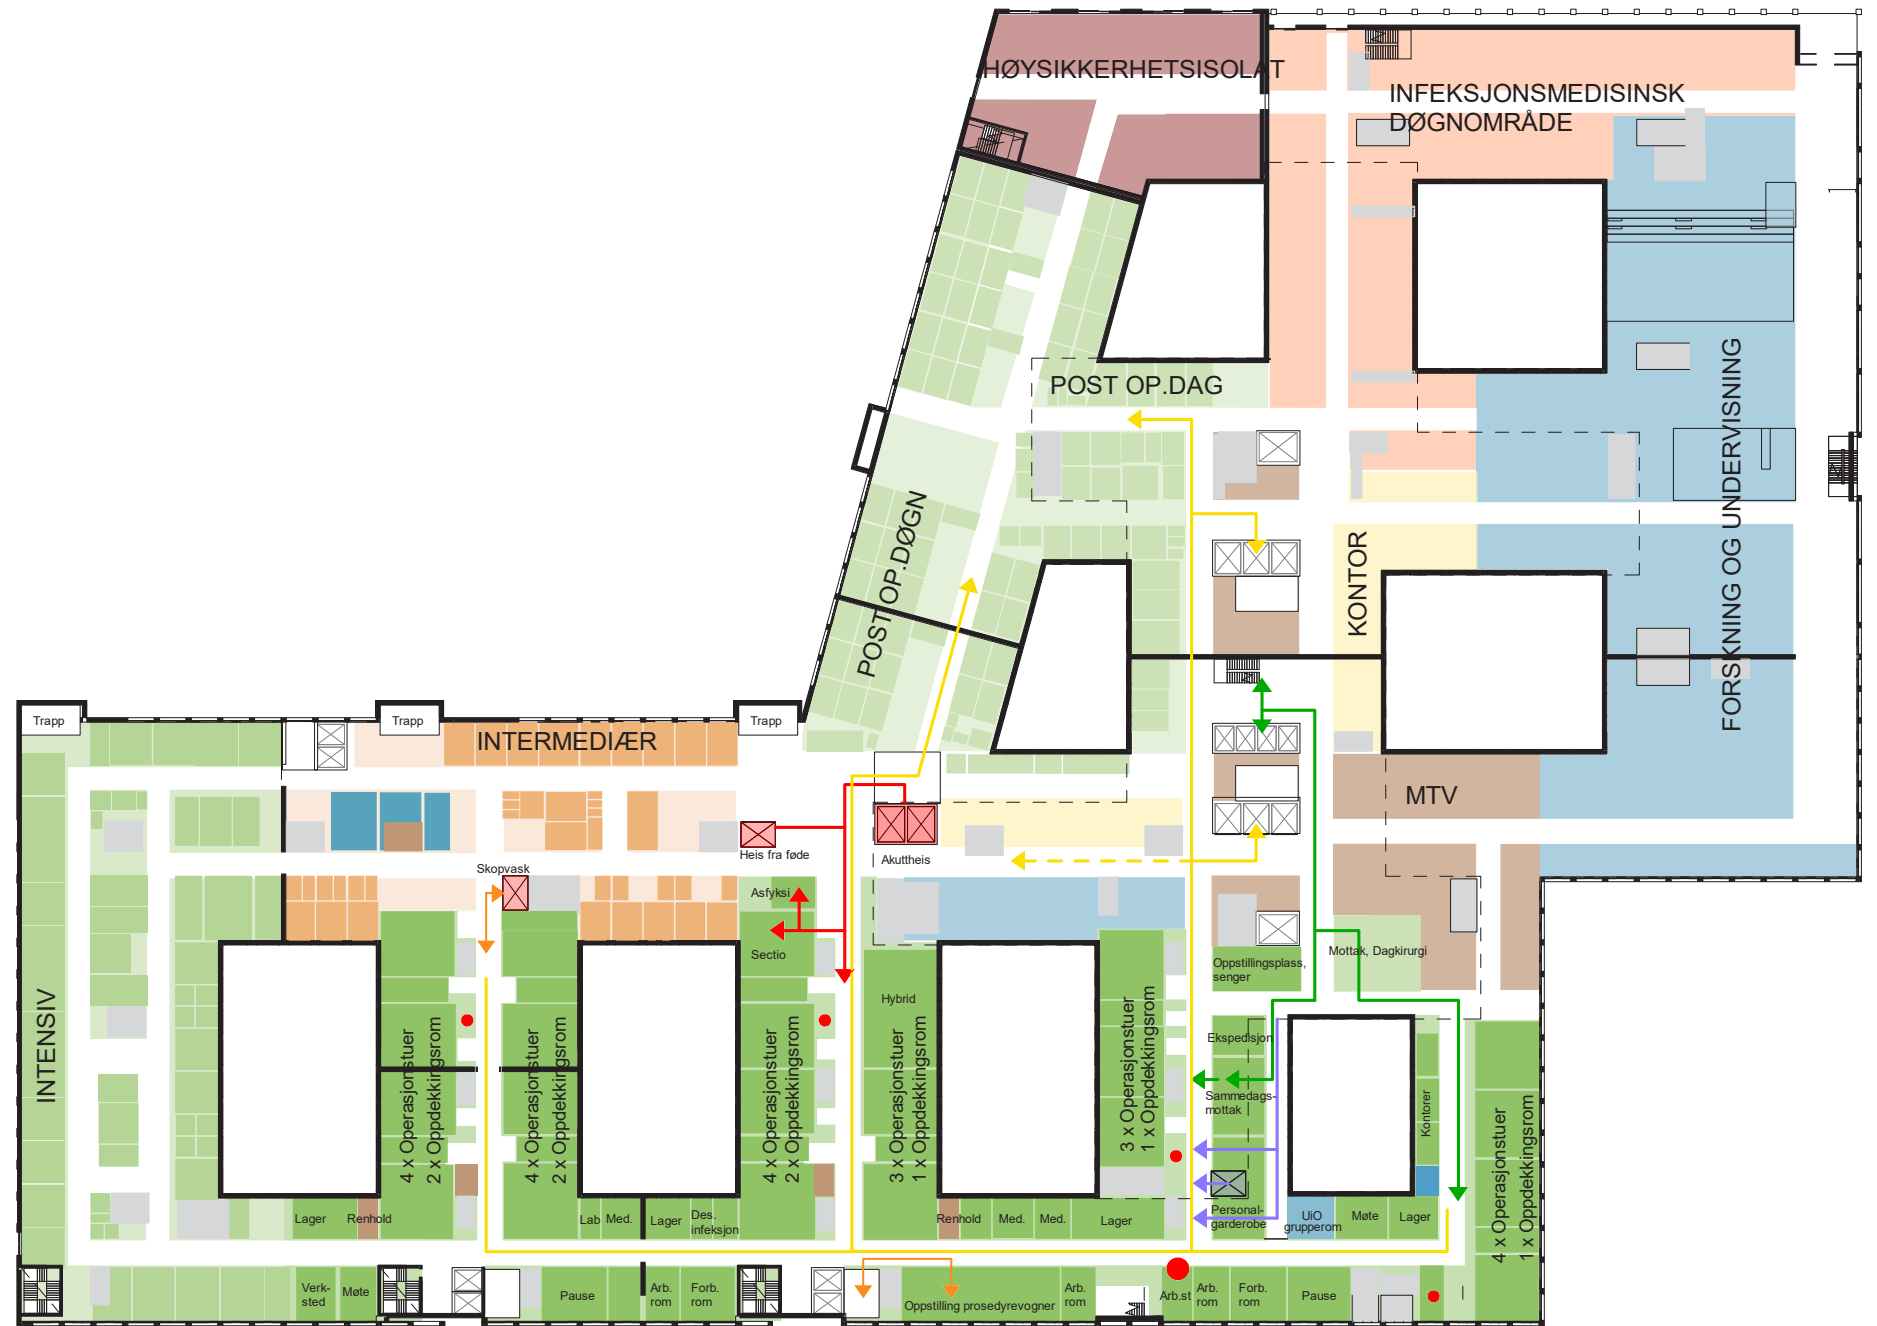 HØYSIKKERHETSISOLAT
INFEKSJONSMEDISINSK
DØGNOMRÅDE
POST OP.DAG
POST OP.DØGN
KONTOR
FORSKNING OG UNDERVISNING
Trapp
Trapp
Trapp
INTERMEDIÆR
MTV
Heis fra føde
Akuttheis
Skopvask
Asfyksi
Sectio
Hybrid
Oppstillingsplass,
senger
Mottak, Dagkirurgi
INTENSIV
4 x Operasjonstuer
2 x Oppdekkingsrom
4 x Operasjonstuer
2 x Oppdekkingsrom
4 x Operasjonstuer
2 x Oppdekkingsrom
3 x Operasjonstuer
1 x Oppdekkingsrom
3 x Operasjonstuer
1 x Oppdekkingsrom
Ekspedisjon
Sammedags-
mottak
Kontorer
4 x Operasjonstuer
1 x Oppdekkingsrom
Lager
Renhold
Lab
Med.
Lager
Des.
infeksjon
Renhold
Med.
Med.
Lager
Personal-
garderobe
UiO
grupperom
Møte
Lager
Verk-
sted
Møte
Pause
Arb.
rom
Forb.
rom
Oppstilling prosedyrevogner
Arb.
rom
Arb.st
Arb.
rom
Forb.
rom
Pause